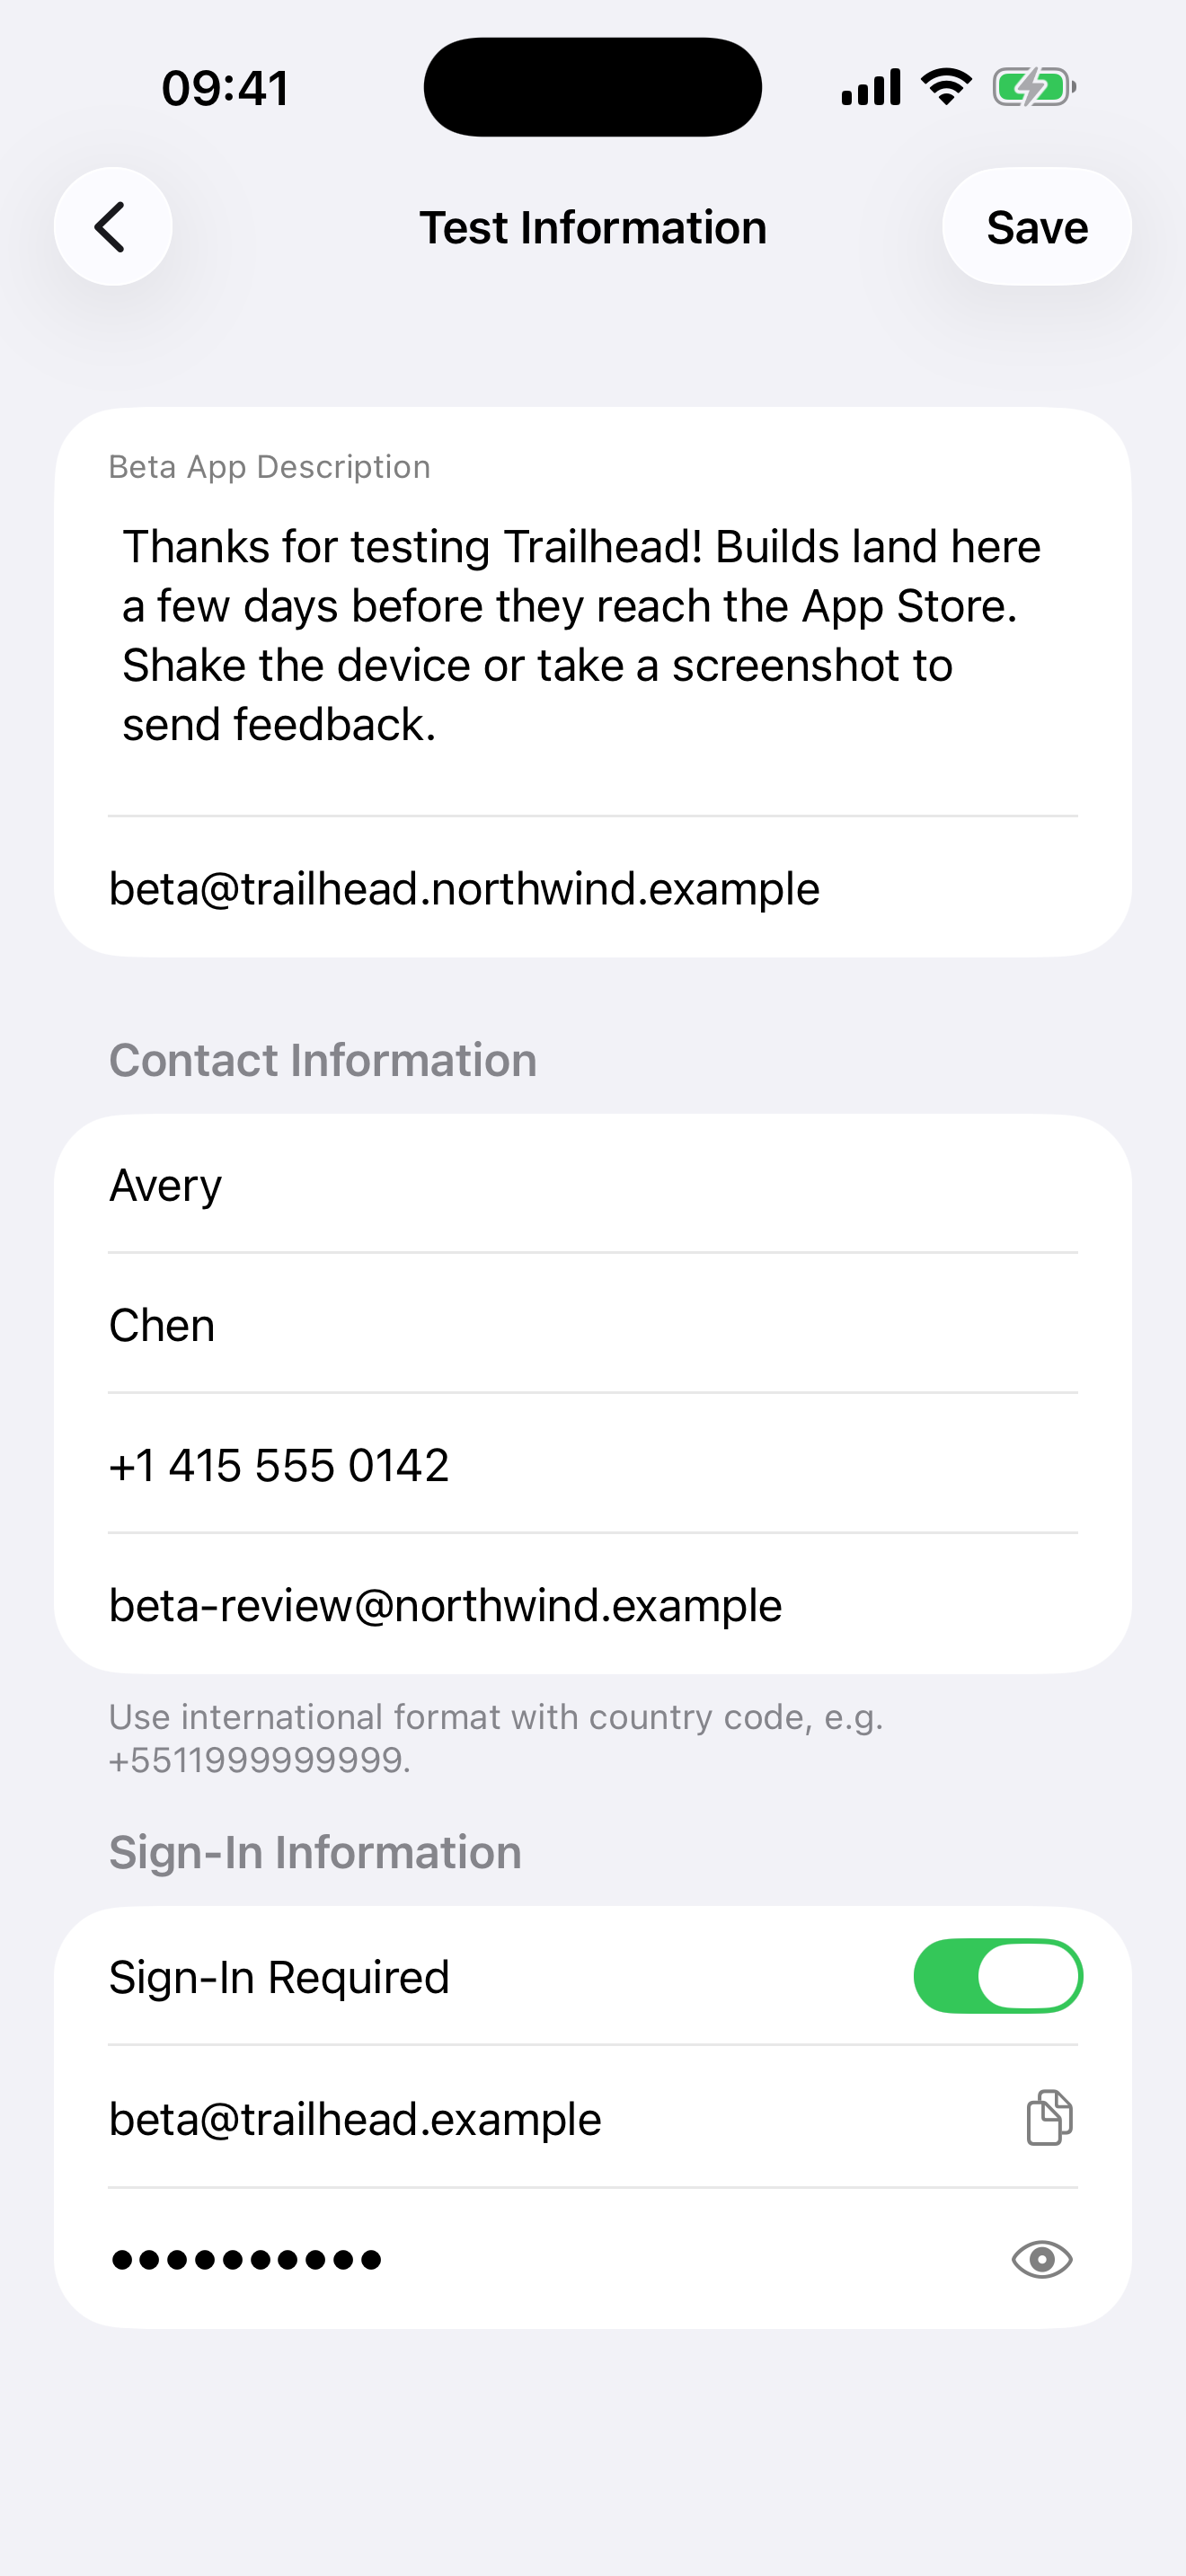 09:41
Test Information
Save
Beta App Description
Thanks for testing Trailhead! Builds land here
a few days before they reach the App Store.
Shake the device or take a screenshot to
send feedback.
beta@trailhead.northwind.example
Contact Information
Avery
Chen
+1 415 555 0142
beta-review@northwind.example
Use international format with country code, e.g.
+5511999999999.
Sign-In Information
Sign-In Required
beta@trailhead.example
••••••••••